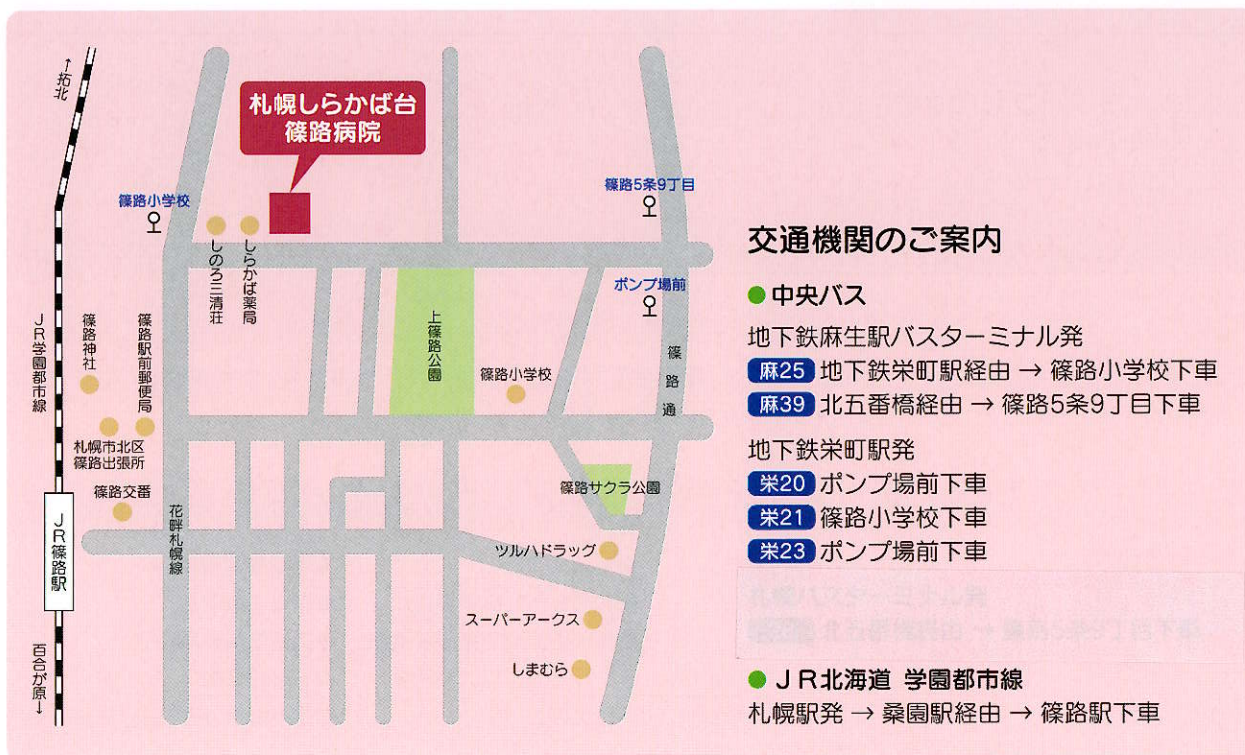 ←拓北
札幌しらかば台
篠路病院
篠路小学校
篠路5条9丁目
しのろ三清荘
しらかば薬局
ポンプ場前
JR学園都市線
篠路神社
篠路駅前郵便局
上篠路公園
篠路小学校
篠路通
札幌市北区
篠路出張所
篠路交番
篠路サクラ公園
JR篠路駅
花畔札幌線
ツルハドラッグ
スーパーアークス
しまむら
百合が原→
交通機関のご案内
●中央バス
地下鉄麻生駅バスターミナル発
麻25 地下鉄栄町駅経由 → 篠路小学校下車
麻39 北五番橋経由 → 篠路5条9丁目下車
地下鉄栄町駅発
栄20 ポンプ場前下車
栄21 篠路小学校下車
栄23 ポンプ場前下車
●JR北海道 学園都市線
札幌駅発 → 桑園駅経由 → 篠路駅下車